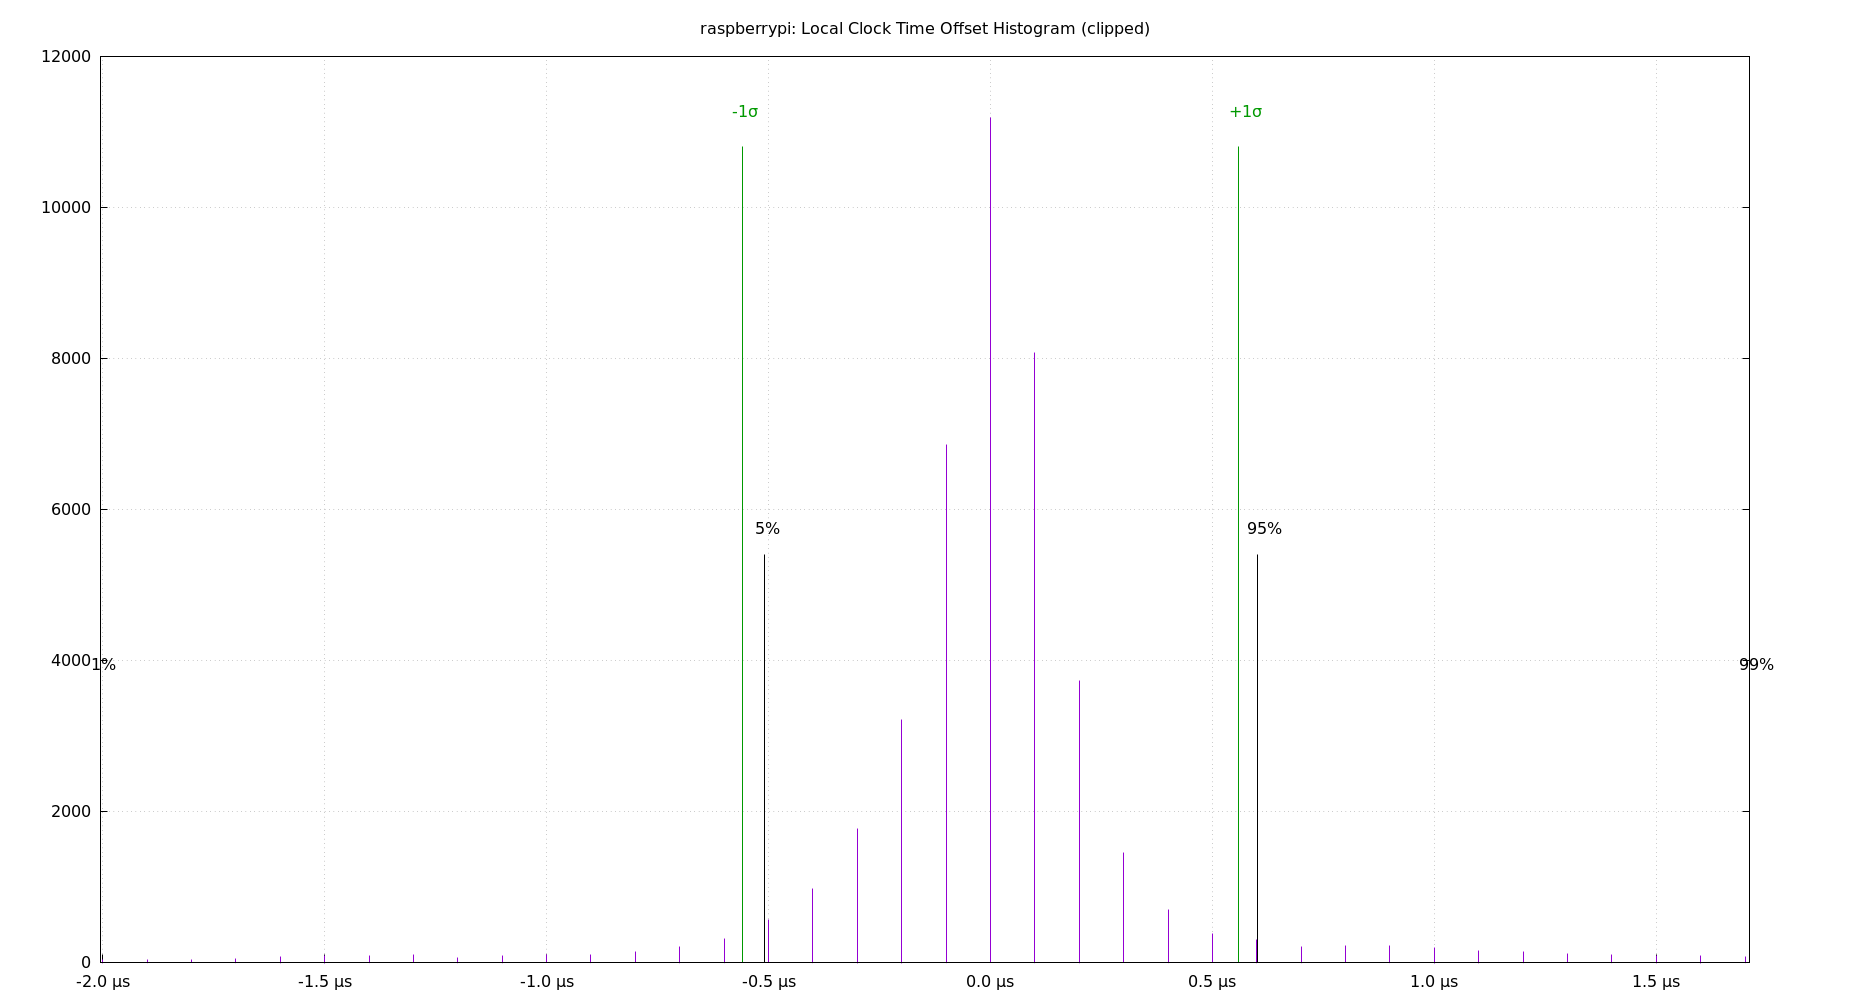 raspberrypi: Local Clock Time Offset Histogram (clipped)
12000
-1σ
+1σ
10000
8000
6000
5%
95%
4000
1%
99%
2000
0
-2.0 μs
-1.5 μs
-1.0 μs
-0.5 μs
0.0 μs
0.5 μs
1.0 μs
1.5 μs